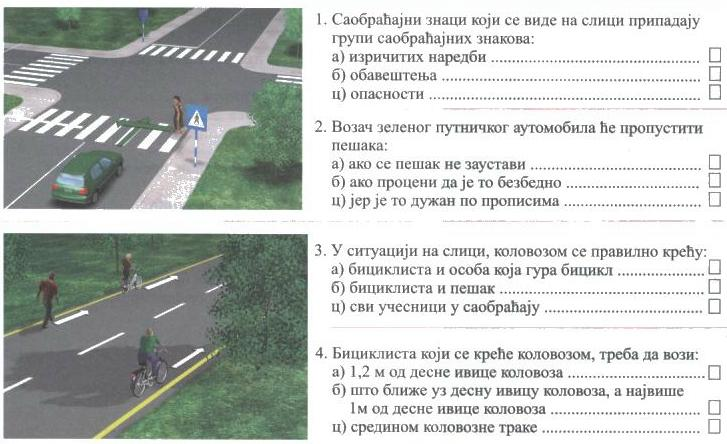 1. Саобраћајни знаци који се виде на слици припадају
групи саобраћајних знакова:
а) изричитих наредби
б) обавештења
ц) опасности
2. Возач зеленог путничког аутомобила ће пропустити
пешака:
а) ако се пешак не заустави
б) ако процени да је то безбедно
ц) јер је то дужан по прописима
3. У ситуацији на слици, коловозом се правилно крећу:
а) бициклиста и особа која гура бицикл
б) бициклиста и пешак
ц) сви учесници у саобраћају
4. Бициклиста који се креће коловозом, треба да вози:
а) 1,2 м од десне ивице коловоза
б) што ближе уз десну ивицу коловоза, а највише
1м од десне ивице коловоза
ц) средином коловозне траке